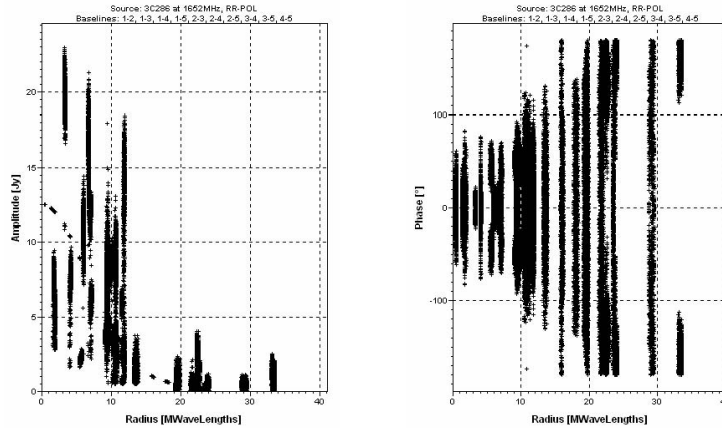 Source: 3C286 at 1652MHz, RR-POL
Baselines: 1-2, 1-3, 1-4, 1-5, 2-3, 2-4, 2-5, 3-4, 3-5, 4-5
20
15
10
5
0
Amplitude [Jy]
0 10 20 30 40
Radius [MWaveLengths]
Source: 3C286 at 1652MHz, RR-POL
Baselines: 1-2, 1-3, 1-4, 1-5, 2-3, 2-4, 2-5, 3-4, 3-5, 4-5
100
0
-100
Phase [°]
0 10 20 30 40
Radius [MWaveLengths]